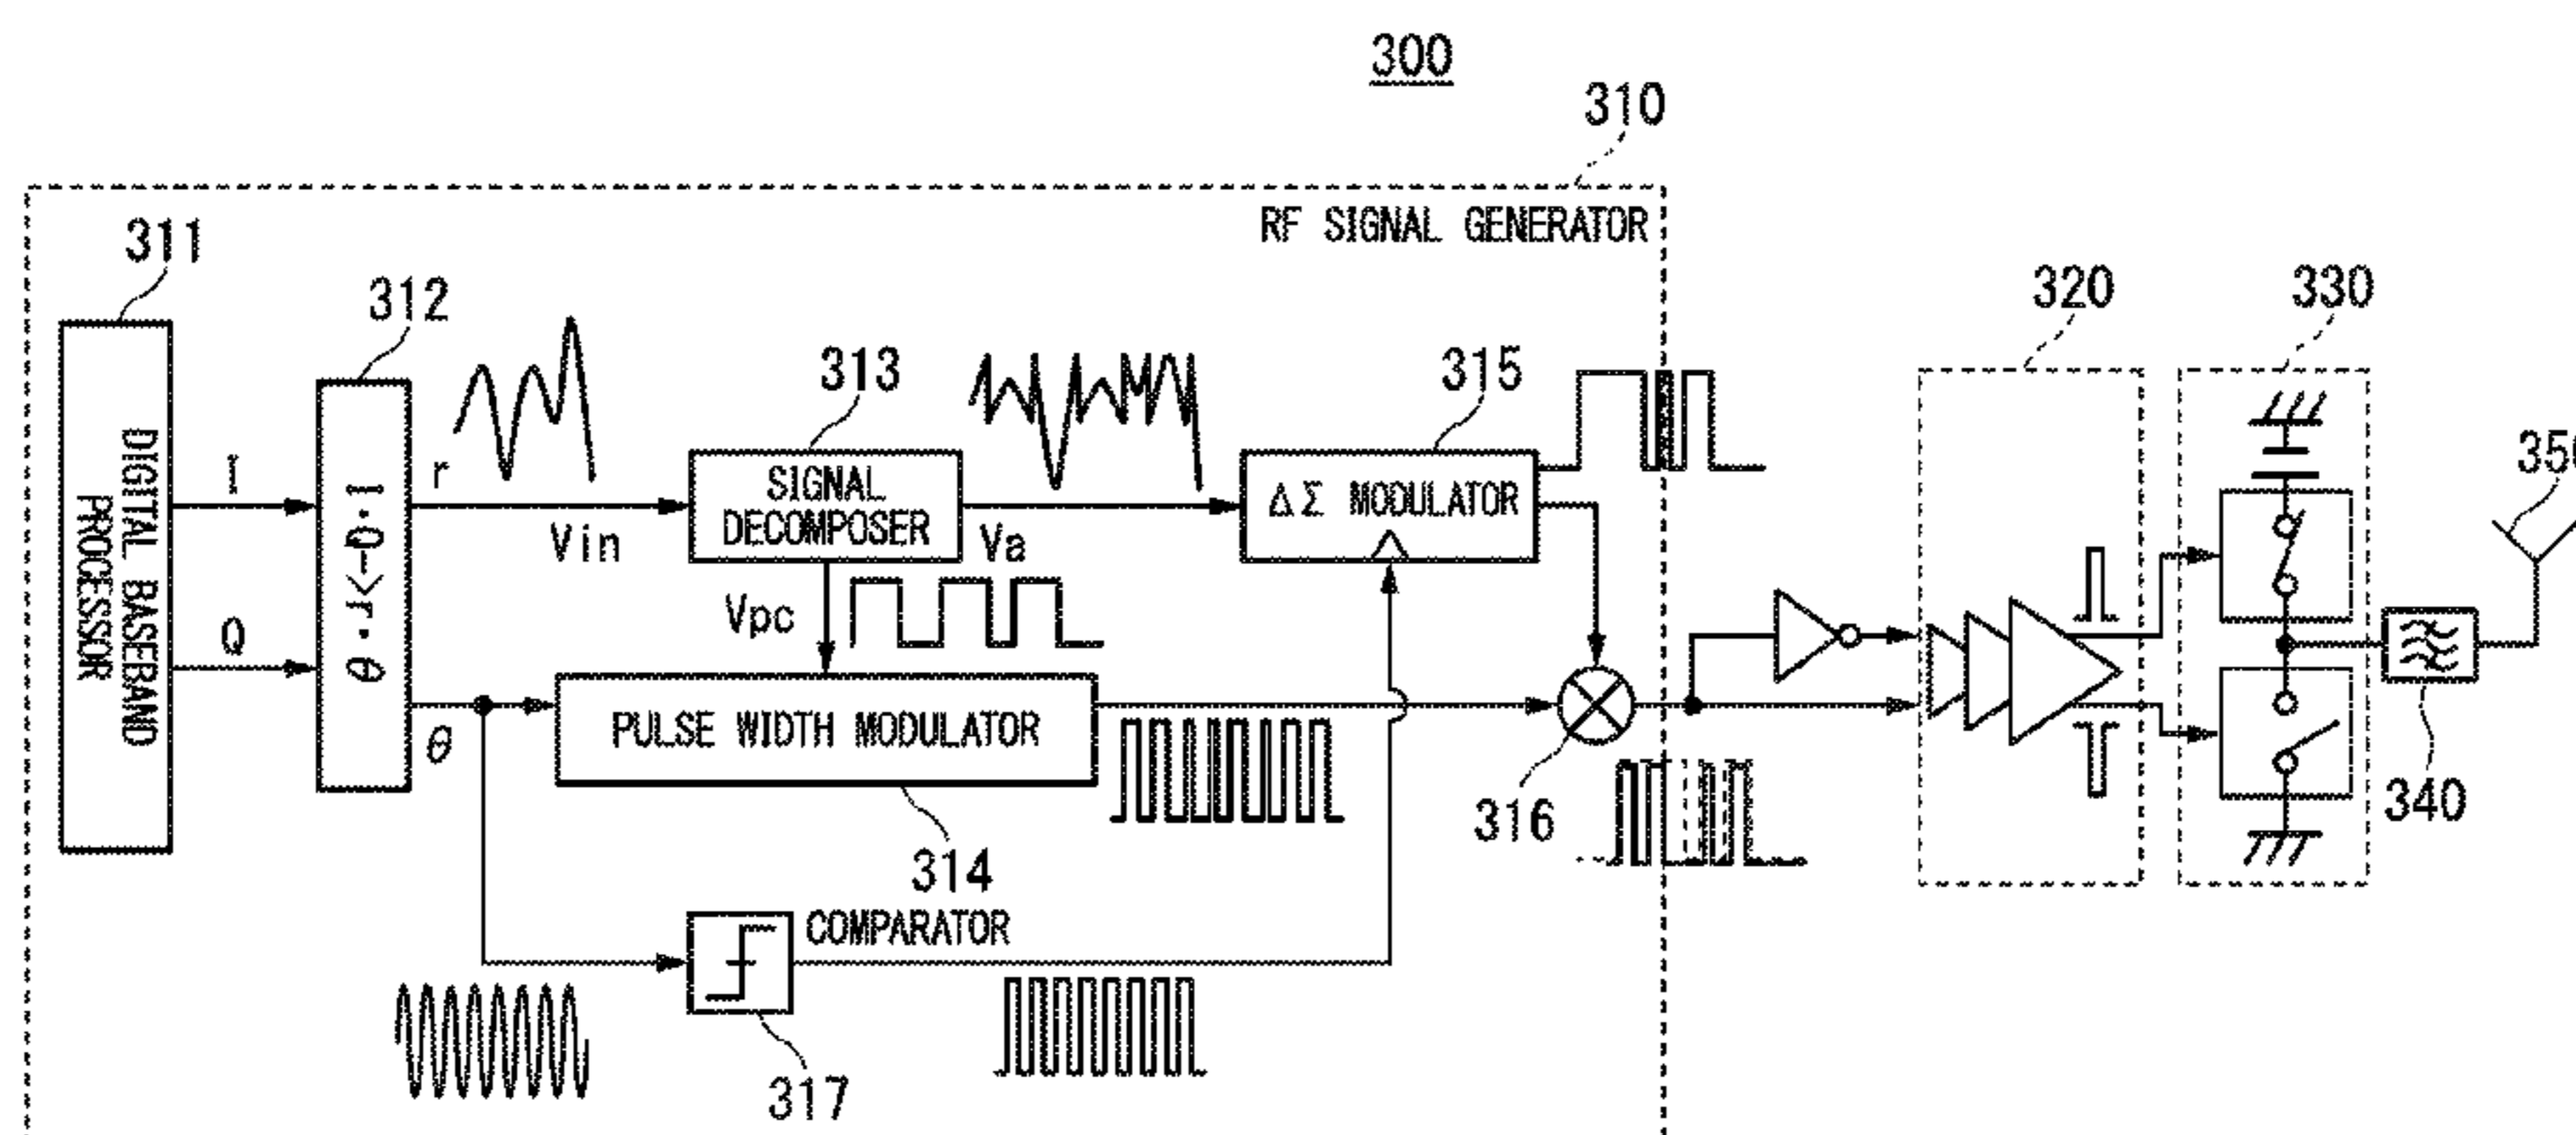 300
310
RF SIGNAL GENERATOR
311
312
313
315
320
330
350
DIGITAL BASEBAND
PROCESSOR
I
Q
I・Q->r・θ
r
Vin
SIGNAL
DECOMPOSER
Va
ΔΣ MODULATOR
Vpc
θ
PULSE WIDTH MODULATOR
314
316
340
COMPARATOR
317